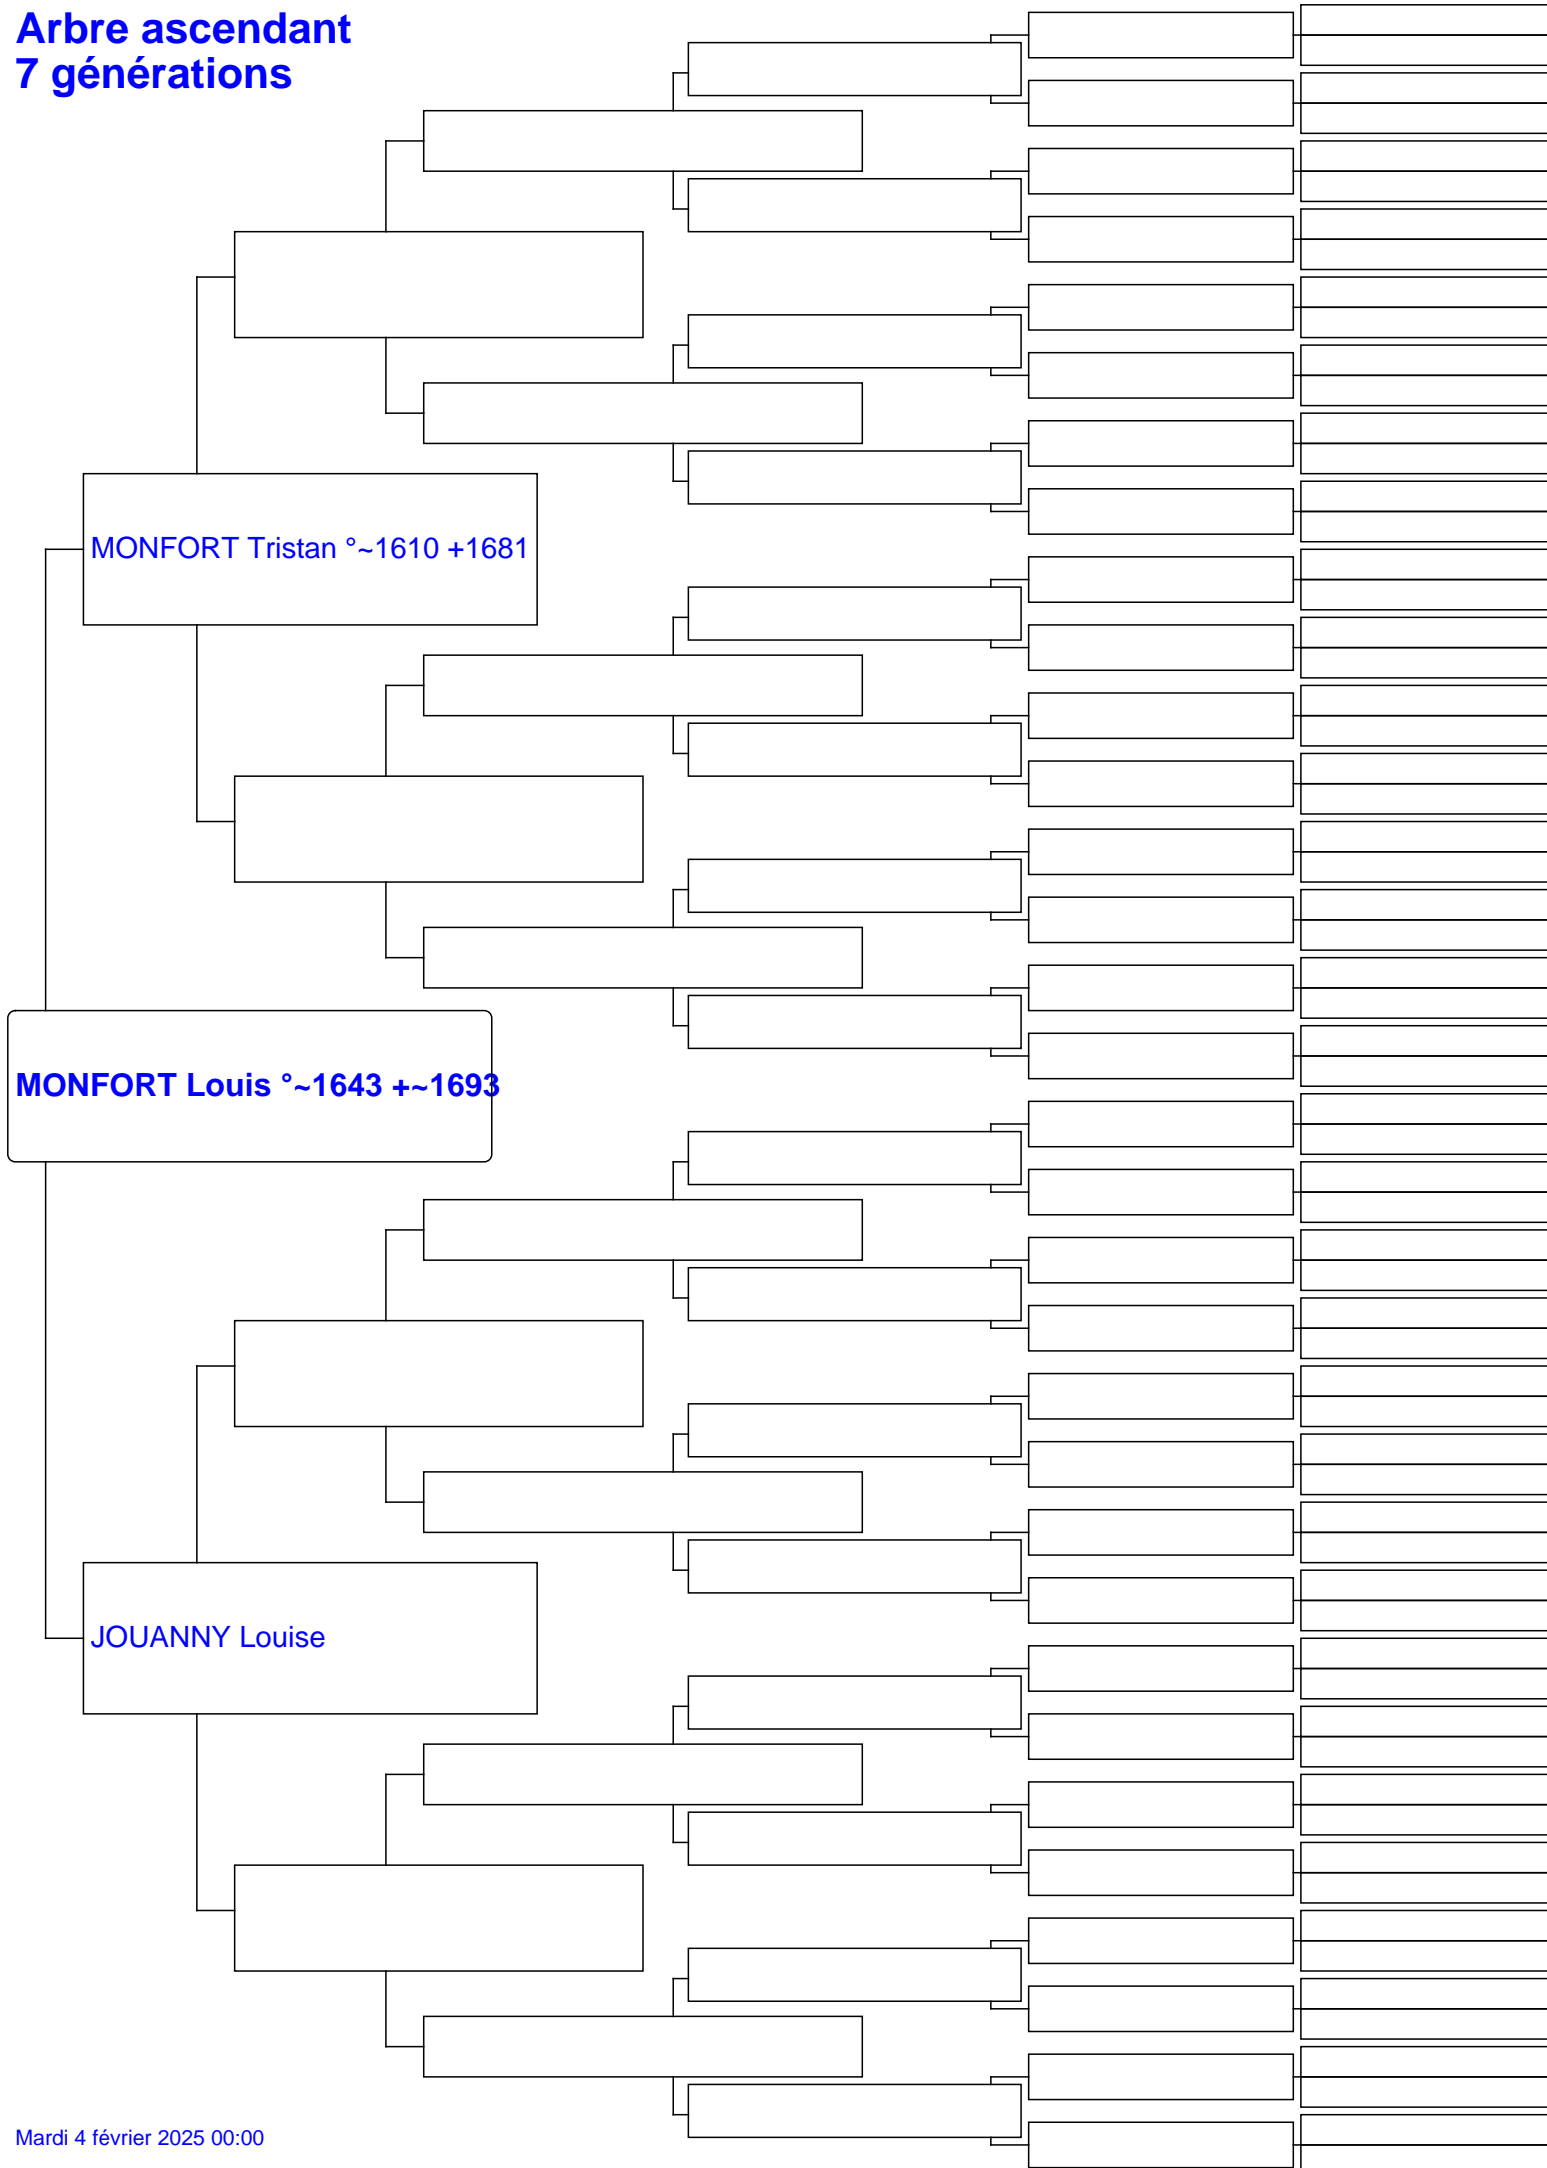 Arbre ascendant
7 générations
MONFORT Tristan °~1610 +1681
MONFORT Louis °~1643 +~1693
JOUANNY Louise
Mardi 4 février 2025 00:00